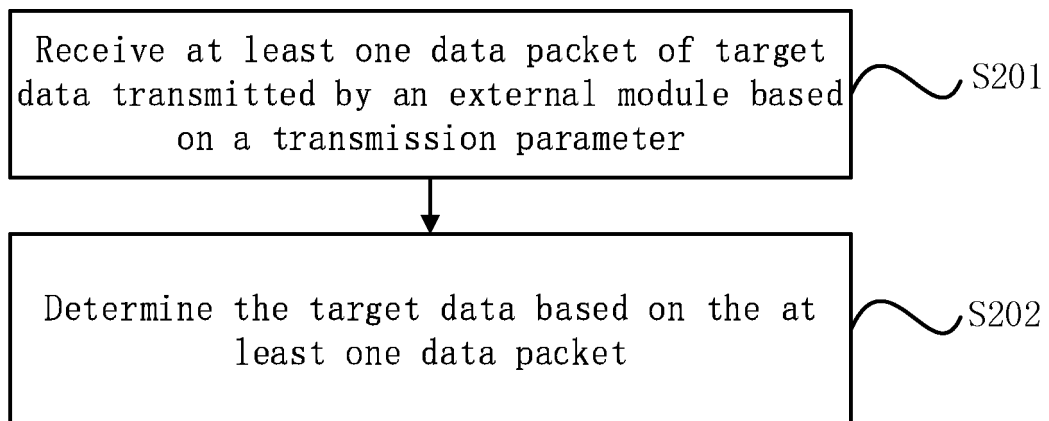 Receive at least one data packet of target
data transmitted by an external module based
on a transmission parameter
S201
Determine the target data based on the at
least one data packet
S202